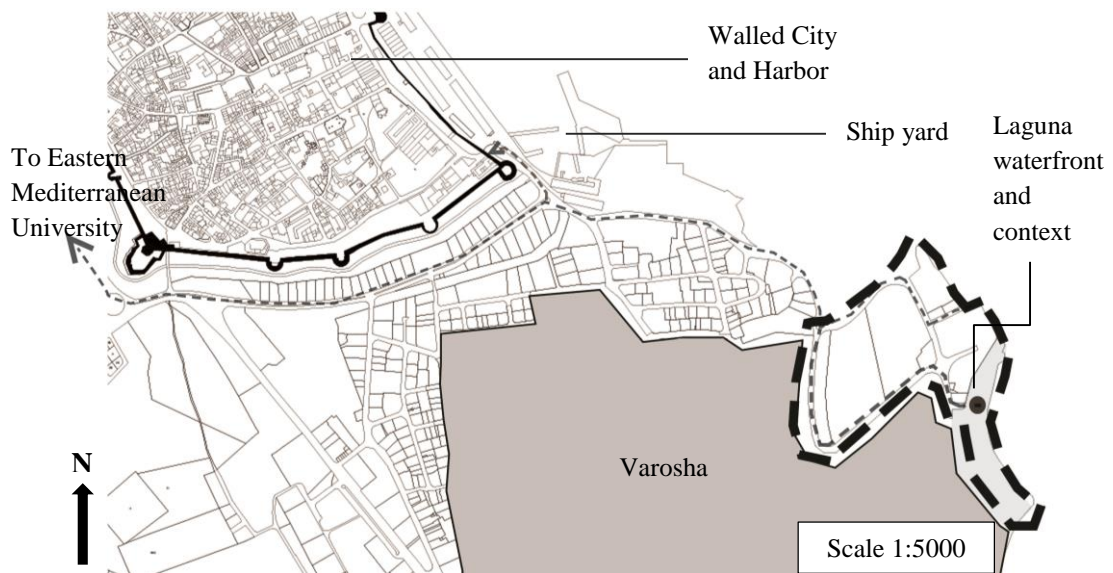 Walled City
and Harbor
Ship yard
Laguna
waterfront
and
context
To Eastern
Mediterranean
University
N
Varosha
Scale 1:5000